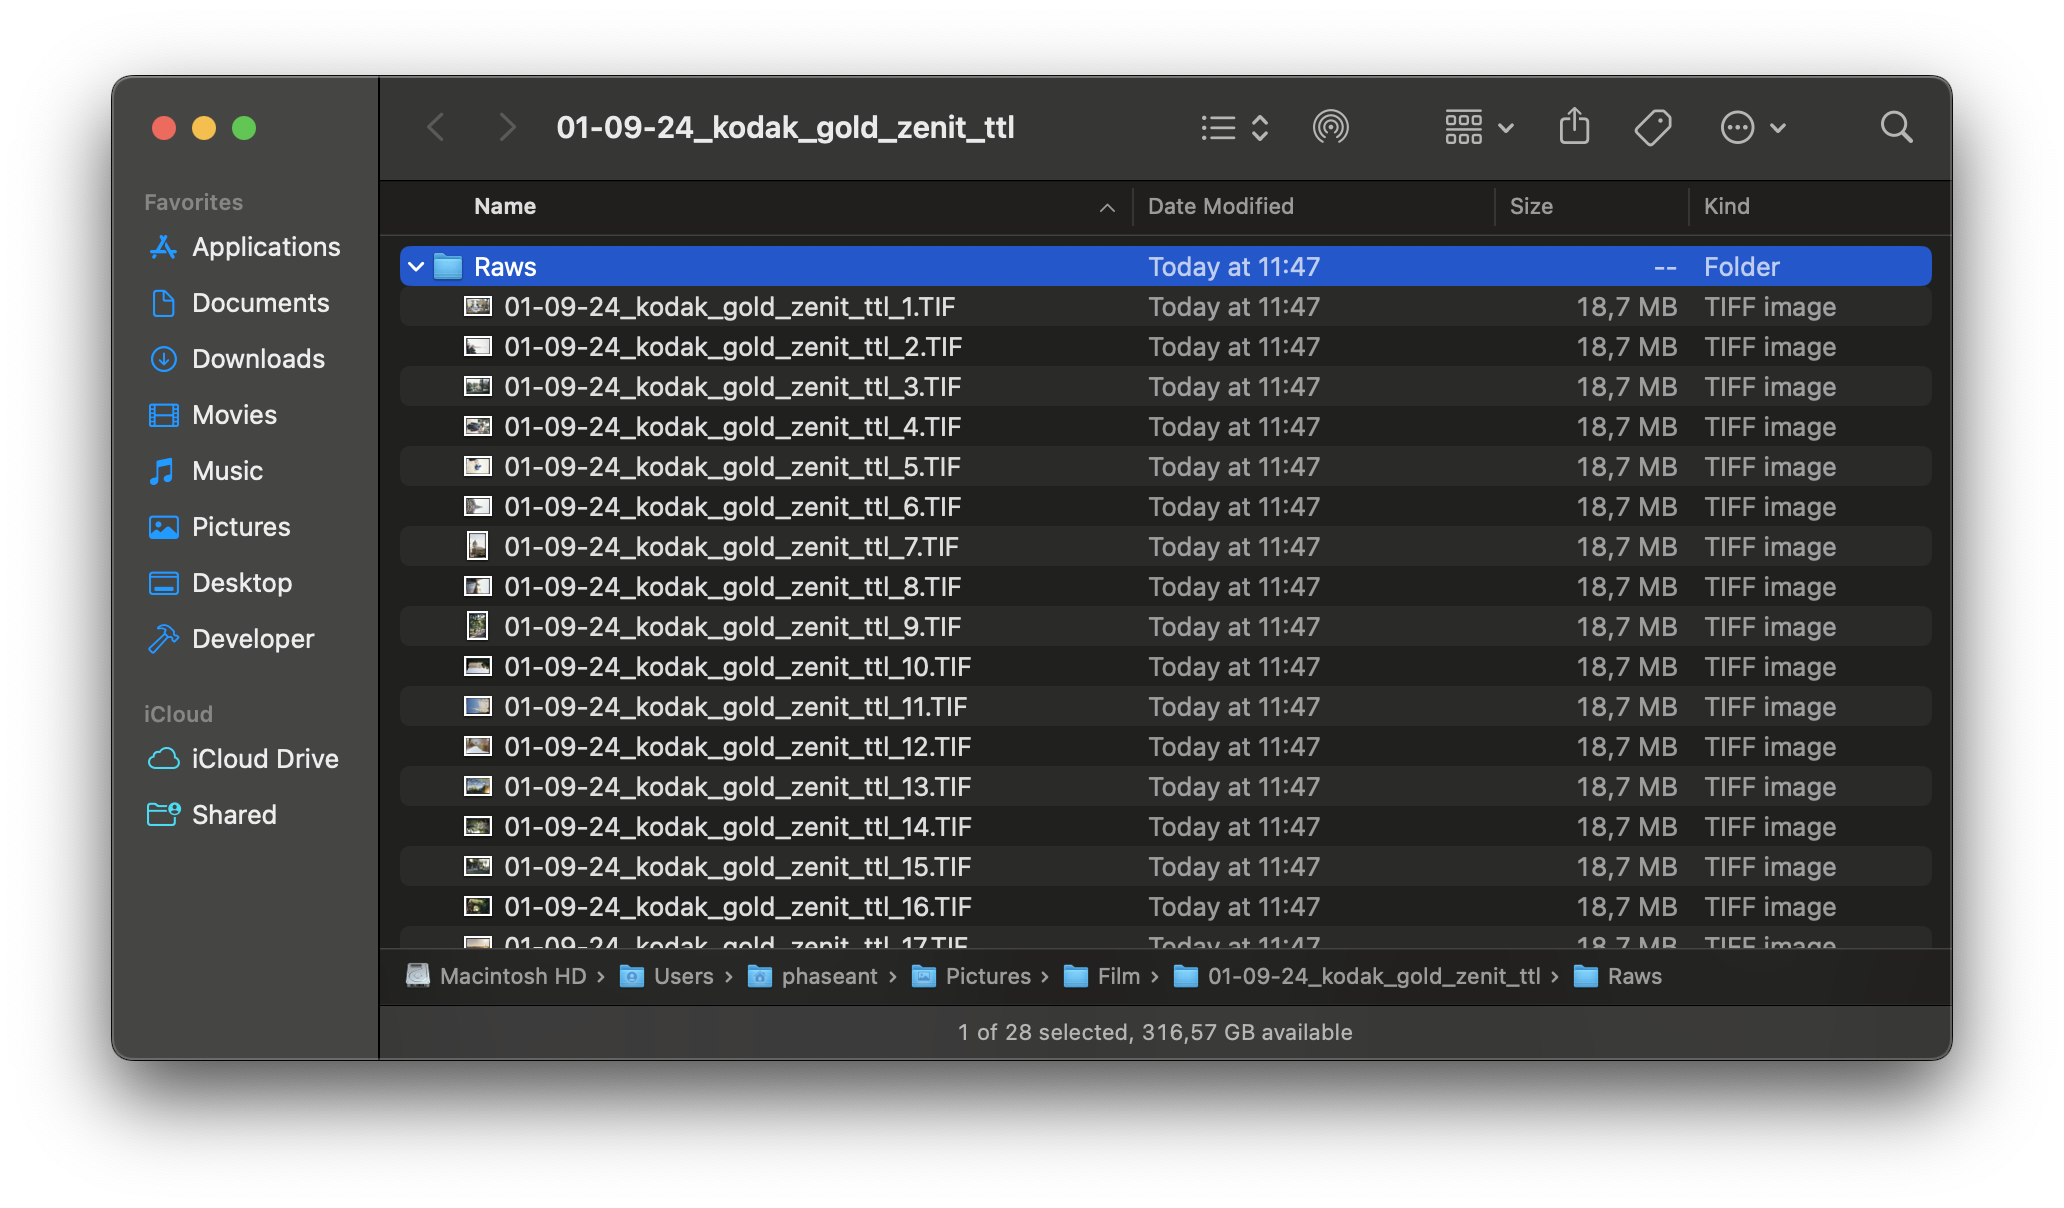 01-09-24_kodak_gold_zenit_ttl
Favorites
Applications
Documents
Downloads
Movies
Music
Pictures
Desktop
Developer
iCloud
iCloud Drive
Shared
Name Date Modified Size Kind
Raws Today at 11:47 -- Folder
01-09-24_kodak_gold_zenit_ttl_1.TIF Today at 11:47 18,7 MB TIFF image
01-09-24_kodak_gold_zenit_ttl_2.TIF Today at 11:47 18,7 MB TIFF image
01-09-24_kodak_gold_zenit_ttl_3.TIF Today at 11:47 18,7 MB TIFF image
01-09-24_kodak_gold_zenit_ttl_4.TIF Today at 11:47 18,7 MB TIFF image
01-09-24_kodak_gold_zenit_ttl_5.TIF Today at 11:47 18,7 MB TIFF image
01-09-24_kodak_gold_zenit_ttl_6.TIF Today at 11:47 18,7 MB TIFF image
01-09-24_kodak_gold_zenit_ttl_7.TIF Today at 11:47 18,7 MB TIFF image
01-09-24_kodak_gold_zenit_ttl_8.TIF Today at 11:47 18,7 MB TIFF image
01-09-24_kodak_gold_zenit_ttl_9.TIF Today at 11:47 18,7 MB TIFF image
01-09-24_kodak_gold_zenit_ttl_10.TIF Today at 11:47 18,7 MB TIFF image
01-09-24_kodak_gold_zenit_ttl_11.TIF Today at 11:47 18,7 MB TIFF image
01-09-24_kodak_gold_zenit_ttl_12.TIF Today at 11:47 18,7 MB TIFF image
01-09-24_kodak_gold_zenit_ttl_13.TIF Today at 11:47 18,7 MB TIFF image
01-09-24_kodak_gold_zenit_ttl_14.TIF Today at 11:47 18,7 MB TIFF image
01-09-24_kodak_gold_zenit_ttl_15.TIF Today at 11:47 18,7 MB TIFF image
01-09-24_kodak_gold_zenit_ttl_16.TIF Today at 11:47 18,7 MB TIFF image
01-09-24_kodak_gold_zenit_ttl_17.TIF Today at 11:47 18,7 MB TIFF image
Macintosh HD › Users › phaseant › Pictures › Film › 01-09-24_kodak_gold_zenit_ttl › Raws
1 of 28 selected, 316,57 GB available